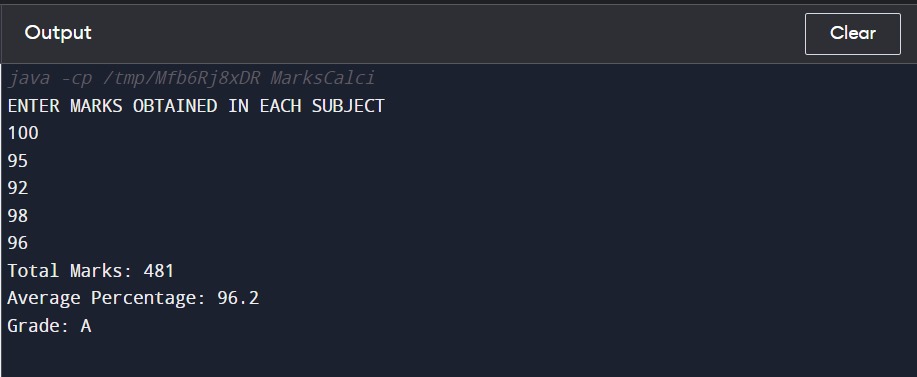 Output
Clear
java -cp /tmp/Mfb6Rj8xDR MarksCalci
ENTER MARKS OBTAINED IN EACH SUBJECT
100
95
92
98
96
Total Marks: 481
Average Percentage: 96.2
Grade: A